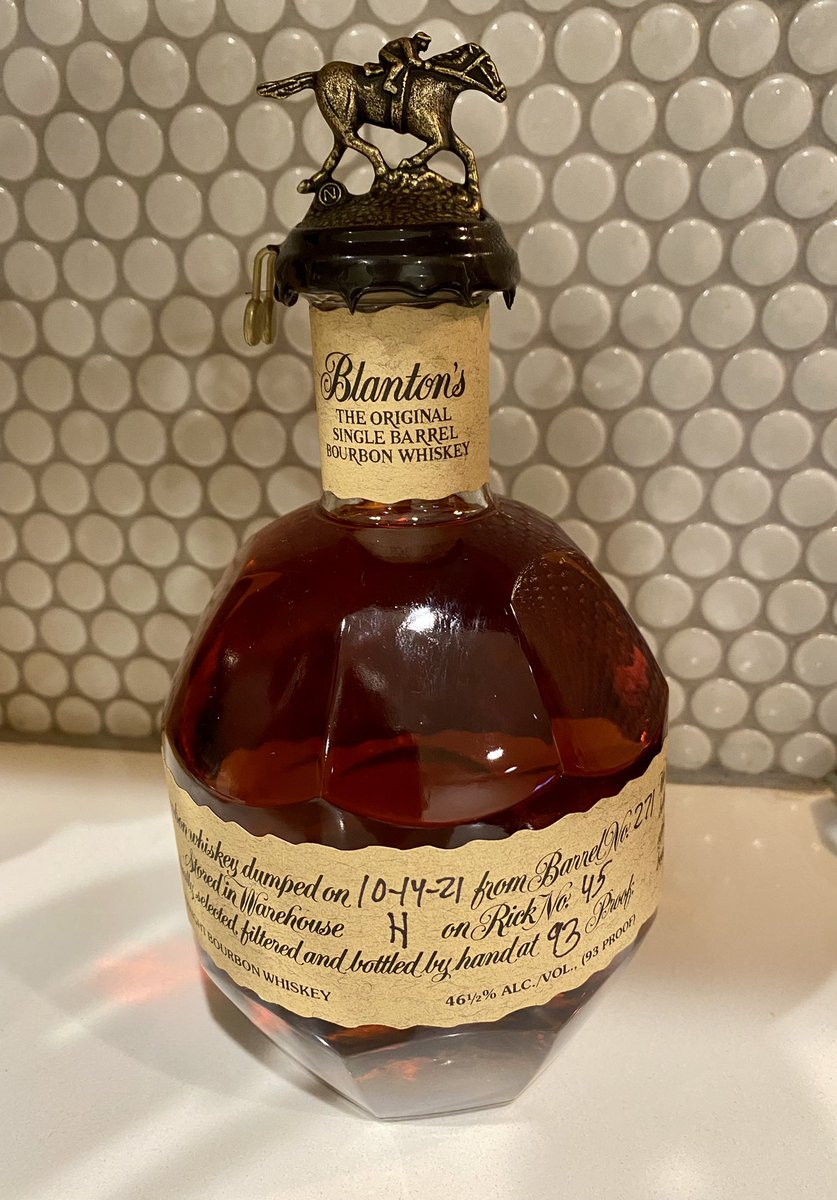 N
Blanton's
THE ORIGINAL
SINGLE BARREL
BOURBON WHISKEY
whiskey dumped on 10-14-21 from Barrel No. 271
Stored in Warehouse H on Rick No. 45
selected, filtered and bottled by hand at 93 Proof.
BOURBON WHISKEY
46½% ALC./VOL., (93 PROOF)